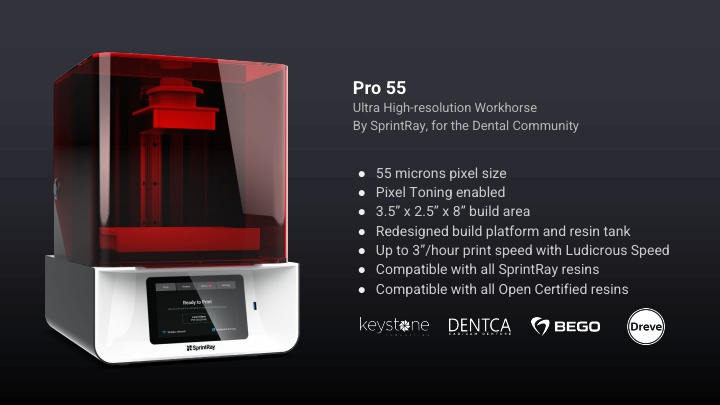 Pro 55
Ultra High-resolution Workhorse
By SprintRay, for the Dental Community
● 55 microns pixel size
● Pixel Toning enabled
● 3.5” x 2.5” x 8” build area
● Redesigned build platform and resin tank
● Up to 3”/hour print speed with Ludicrous Speed
● Compatible with all SprintRay resins
● Compatible with all Open Certified resins
keystone DENTCA BEGO Dreve
Ready to Print
SprintRay